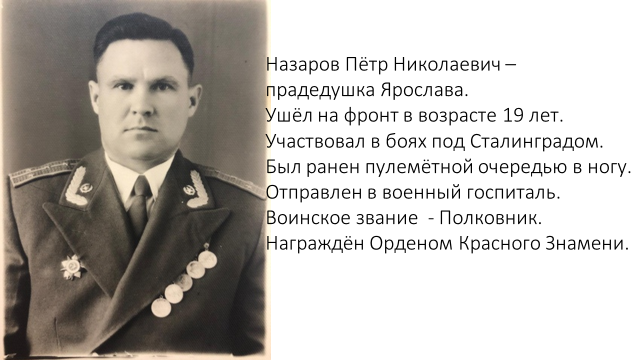 Назаров Пётр Николаевич –
прадедушка Ярослава.
Ушёл на фронт в возрасте 19 лет.
Участвовал в боях под Сталинградом.
Был ранен пулемётной очередью в ногу.
Отправлен в военный госпиталь.
Воинское звание - Полковник.
Награждён Орденом Красного Знамени.